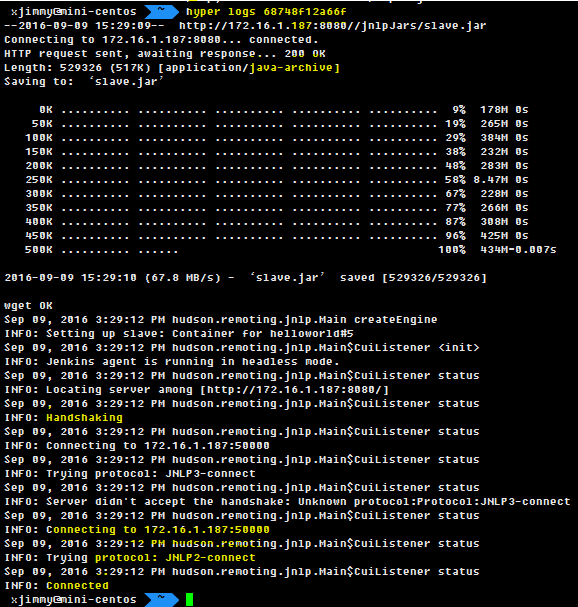 xjimmy@mini-centos ~ hyper logs 68748f12a66f
--2016-09-09 15:29:09-- http://172.16.1.187:8080//jnlpJars/slave.jar
Connecting to 172.16.1.187:8080... connected.
HTTP request sent, awaiting response... 200 OK
Length: 529326 (517K) [application/java-archive]
Saving to: ‘slave.jar’
0K .......... .......... .......... .......... .......... 9% 178M 0s
50K .......... .......... .......... .......... .......... 19% 265M 0s
100K .......... .......... .......... .......... .......... 29% 384M 0s
150K .......... .......... .......... .......... .......... 38% 232M 0s
200K .......... .......... .......... .......... .......... 48% 283M 0s
250K .......... .......... .......... .......... .......... 58% 8.47M 0s
300K .......... .......... .......... .......... .......... 67% 228M 0s
350K .......... .......... .......... .......... .......... 77% 266M 0s
400K .......... .......... .......... .......... .......... 87% 308M 0s
450K .......... .......... .......... .......... .......... 96% 425M 0s
500K .......... ...... 100% 434M=0.007s
2016-09-09 15:29:10 (67.8 MB/s) - ‘slave.jar’ saved [529326/529326]
wget OK
Sep 09, 2016 3:29:12 PM hudson.remoting.jnlp.Main createEngine
INFO: Setting up slave: Container for helloworld#5
Sep 09, 2016 3:29:12 PM hudson.remoting.jnlp.Main$CuiListener <init>
INFO: Jenkins agent is running in headless mode.
Sep 09, 2016 3:29:12 PM hudson.remoting.jnlp.Main$CuiListener status
INFO: Locating server among [http://172.16.1.187:8080/]
Sep 09, 2016 3:29:12 PM hudson.remoting.jnlp.Main$CuiListener status
INFO: Handshaking
Sep 09, 2016 3:29:12 PM hudson.remoting.jnlp.Main$CuiListener status
INFO: Connecting to 172.16.1.187:50000
Sep 09, 2016 3:29:12 PM hudson.remoting.jnlp.Main$CuiListener status
INFO: Trying protocol: JNLP3-connect
Sep 09, 2016 3:29:12 PM hudson.remoting.jnlp.Main$CuiListener status
INFO: Server didn't accept the handshake: Unknown protocol:Protocol:JNLP3-connect
Sep 09, 2016 3:29:12 PM hudson.remoting.jnlp.Main$CuiListener status
INFO: Connecting to 172.16.1.187:50000
Sep 09, 2016 3:29:12 PM hudson.remoting.jnlp.Main$CuiListener status
INFO: Trying protocol: JNLP2-connect
Sep 09, 2016 3:29:12 PM hudson.remoting.jnlp.Main$CuiListener status
INFO: Connected
xjimmy@mini-centos ~